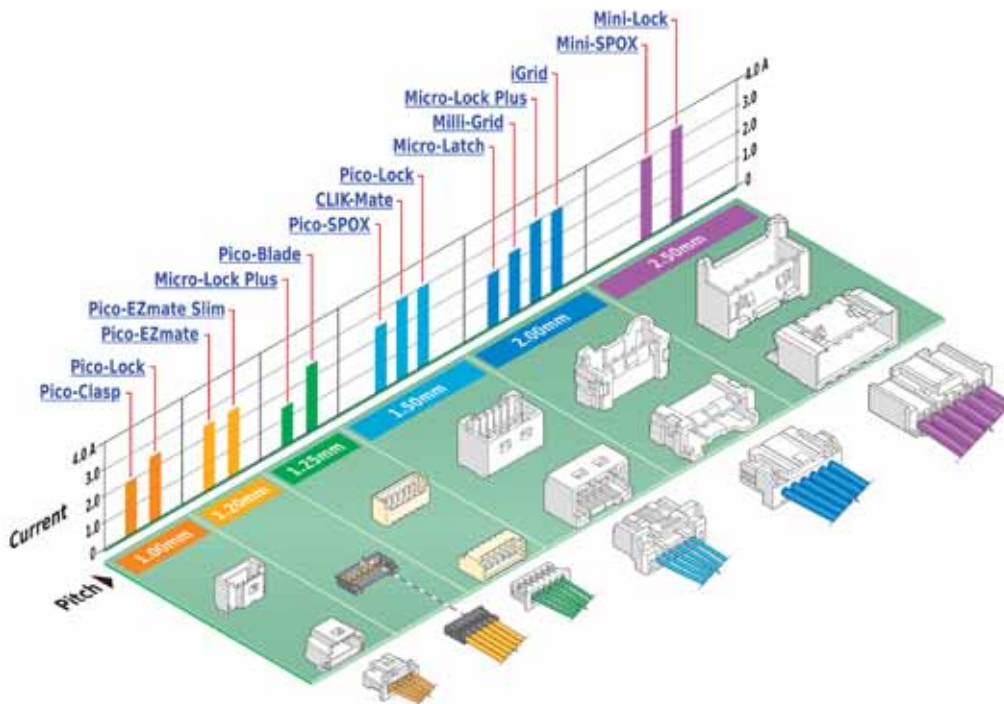 Mini-Lock
Mini-SPOX
iGrid
Micro-Lock Plus
Milli-Grid
Micro-Latch
Pico-Lock
CLIK-Mate
Pico-SPOX
Pico-Blade
Micro-Lock Plus
Pico-EZmate Slim
Pico-EZmate
Pico-Lock
Pico-Clasp
4.0 A
3.0
2.0
1.0
0
4.0 A
3.0
2.0
1.0
0
Current
Pitch
1.00mm
1.20mm
1.25mm
1.50mm
2.00mm
2.50mm